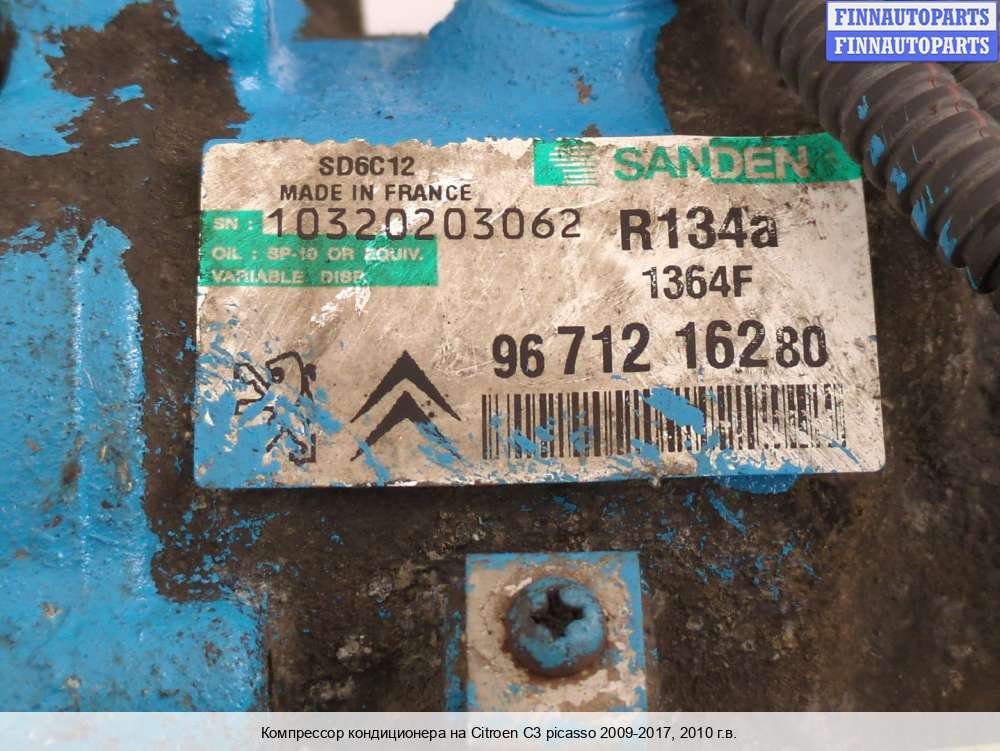 FINNAUTOPARTS
FINNAUTOPARTS
SD6C12
MADE IN FRANCE
SANDEN
SN : 10320203062
R134a
OIL : SP-10 OR EQUIV.
VARIABLE DISP.
1364F
96 712 162 80
Компрессор кондиционера на Citroen C3 picasso 2009-2017, 2010 г.в.